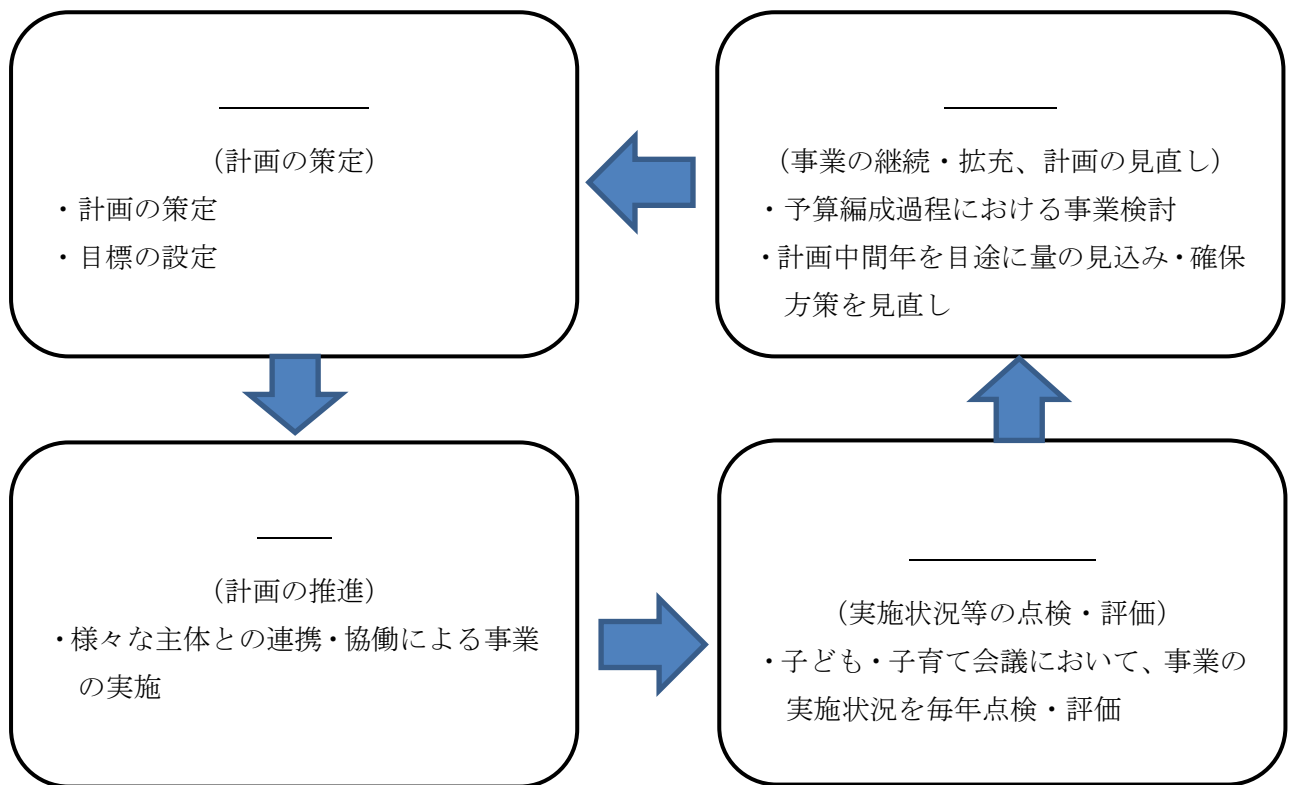 （計画の策定）
・計画の策定
・目標の設定
（事業の継続・拡充、計画の見直し）
・予算編成過程における事業検討
・計画中間年を目途に量の見込み・確保
方策を見直し
（計画の推進）
・様々な主体との連携・協働による事業
の実施
（実施状況等の点検・評価）
・子ども・子育て会議において、事業の
実施状況を毎年点検・評価